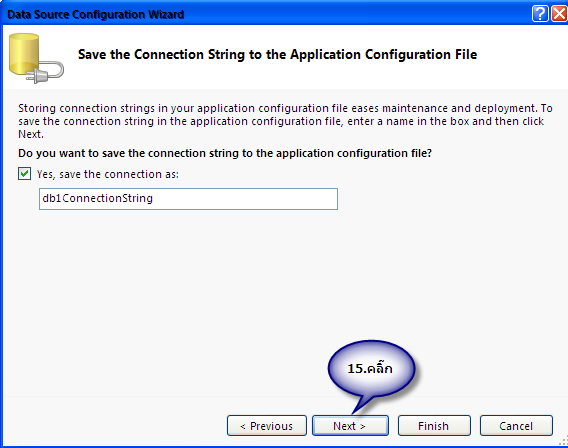 Data Source Configuration Wizard
Save the Connection String to the Application Configuration File
Storing connection strings in your application configuration file eases maintenance and deployment. To
save the connection string in the application configuration file, enter a name in the box and then click
Next.
Do you want to save the connection string to the application configuration file?
Yes, save the connection as:
db1ConnectionString
15.คลิ๊ก
< Previous
Next >
Finish
Cancel